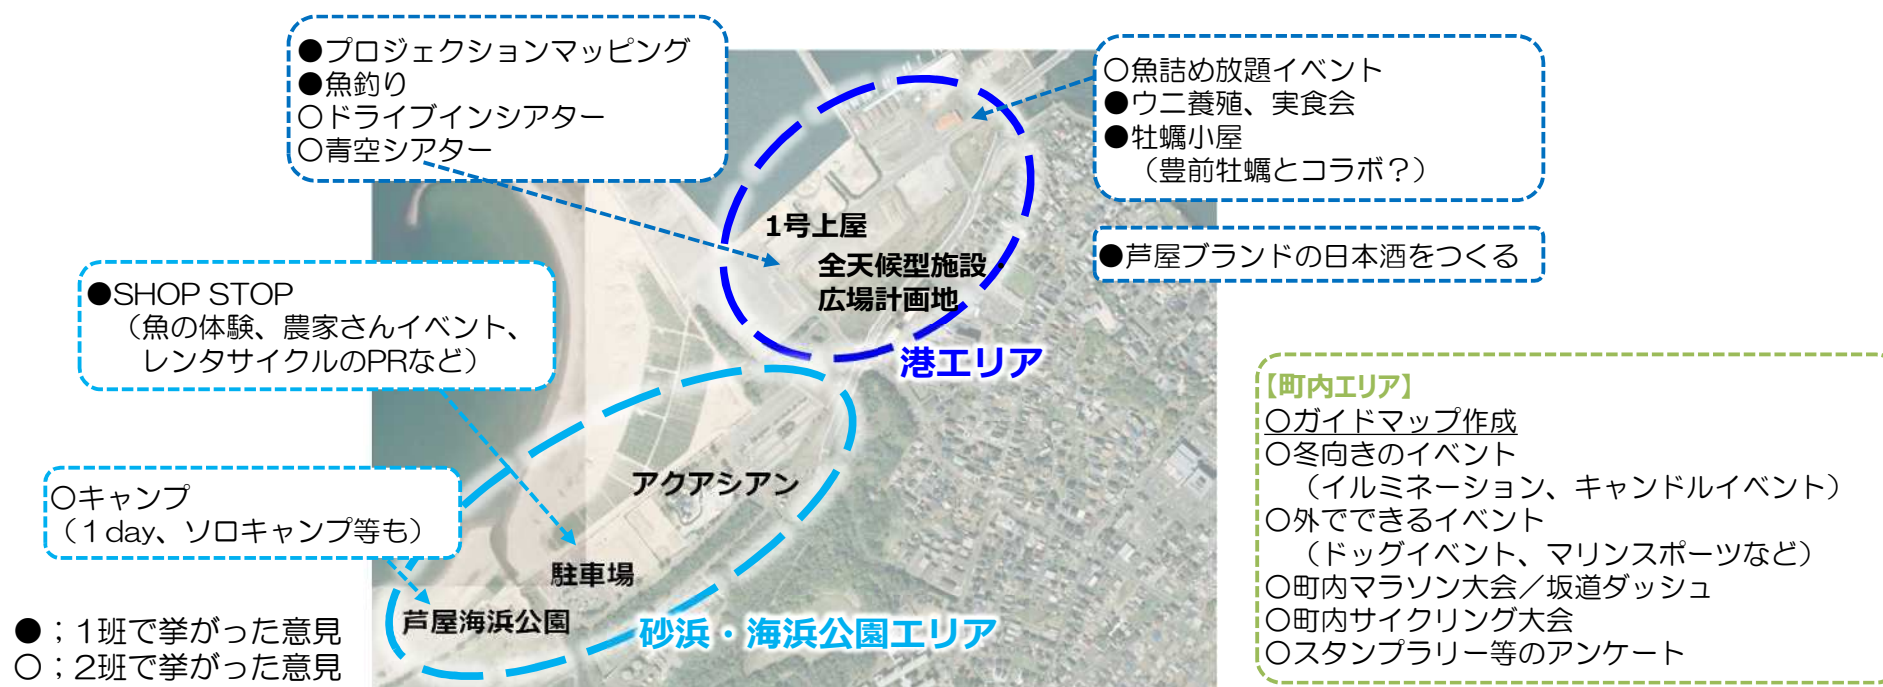 ●プロジェクションマッピング
●魚釣り
○ドライブインシアター
○青空シアター
○魚詰め放題イベント
●ウニ養殖、実食会
●牡蠣小屋
（豊前牡蠣とコラボ？）
●芦屋ブランドの日本酒をつくる
1号上屋
全天候型施設・
広場計画地
港エリア
●SHOP STOP
（魚の体験、農家さんイベント、
レンタサイクルのPRなど）
○キャンプ
（１day、ソロキャンプ等も）
アクアシアン
駐車場
芦屋海浜公園
砂浜・海浜公園エリア
【町内エリア】
○ガイドマップ作成
○冬向きのイベント
（イルミネーション、キャンドルイベント）
○外でできるイベント
（ドッグイベント、マリンスポーツなど）
○町内マラソン大会／坂道ダッシュ
○町内サイクリング大会
○スタンプラリー等のアンケート
●；1班で挙がった意見
○；2班で挙がった意見